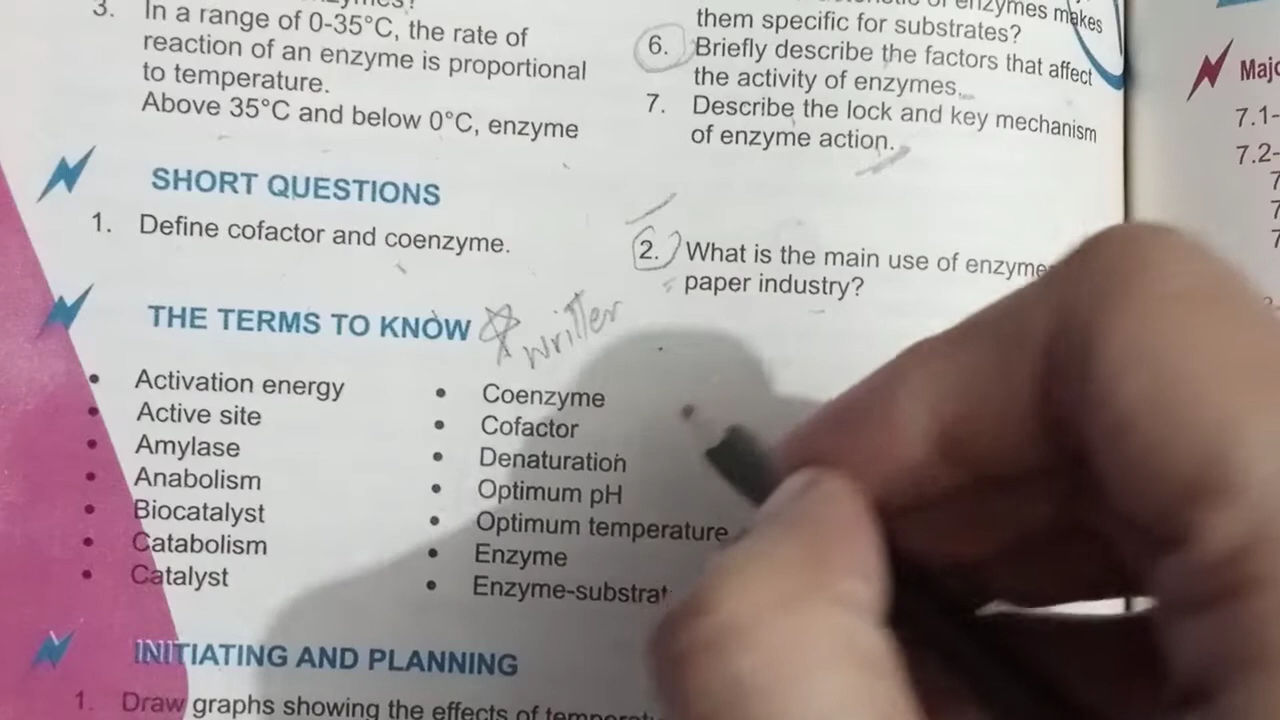 3. In a range of 0-35°C, the rate of
reaction of an enzyme is proportional
to temperature.
Above 35°C and below 0°C, enzyme
of enzymes makes
them specific for substrates?
6. Briefly describe the factors that affect
the activity of enzymes.
7. Describe the lock and key mechanism
of enzyme action.
SHORT QUESTIONS
1. Define cofactor and coenzyme.
2. What is the main use of enzyme
paper industry?
THE TERMS TO KNOW writter
• Activation energy
• Active site
• Amylase
• Anabolism
• Biocatalyst
• Catabolism
• Catalyst
• Coenzyme
• Cofactor
• Denaturation
• Optimum pH
• Optimum temperature
• Enzyme
• Enzyme-substrat
INITIATING AND PLANNING
1. Draw graphs showing the effects of
7.1-
7.2-